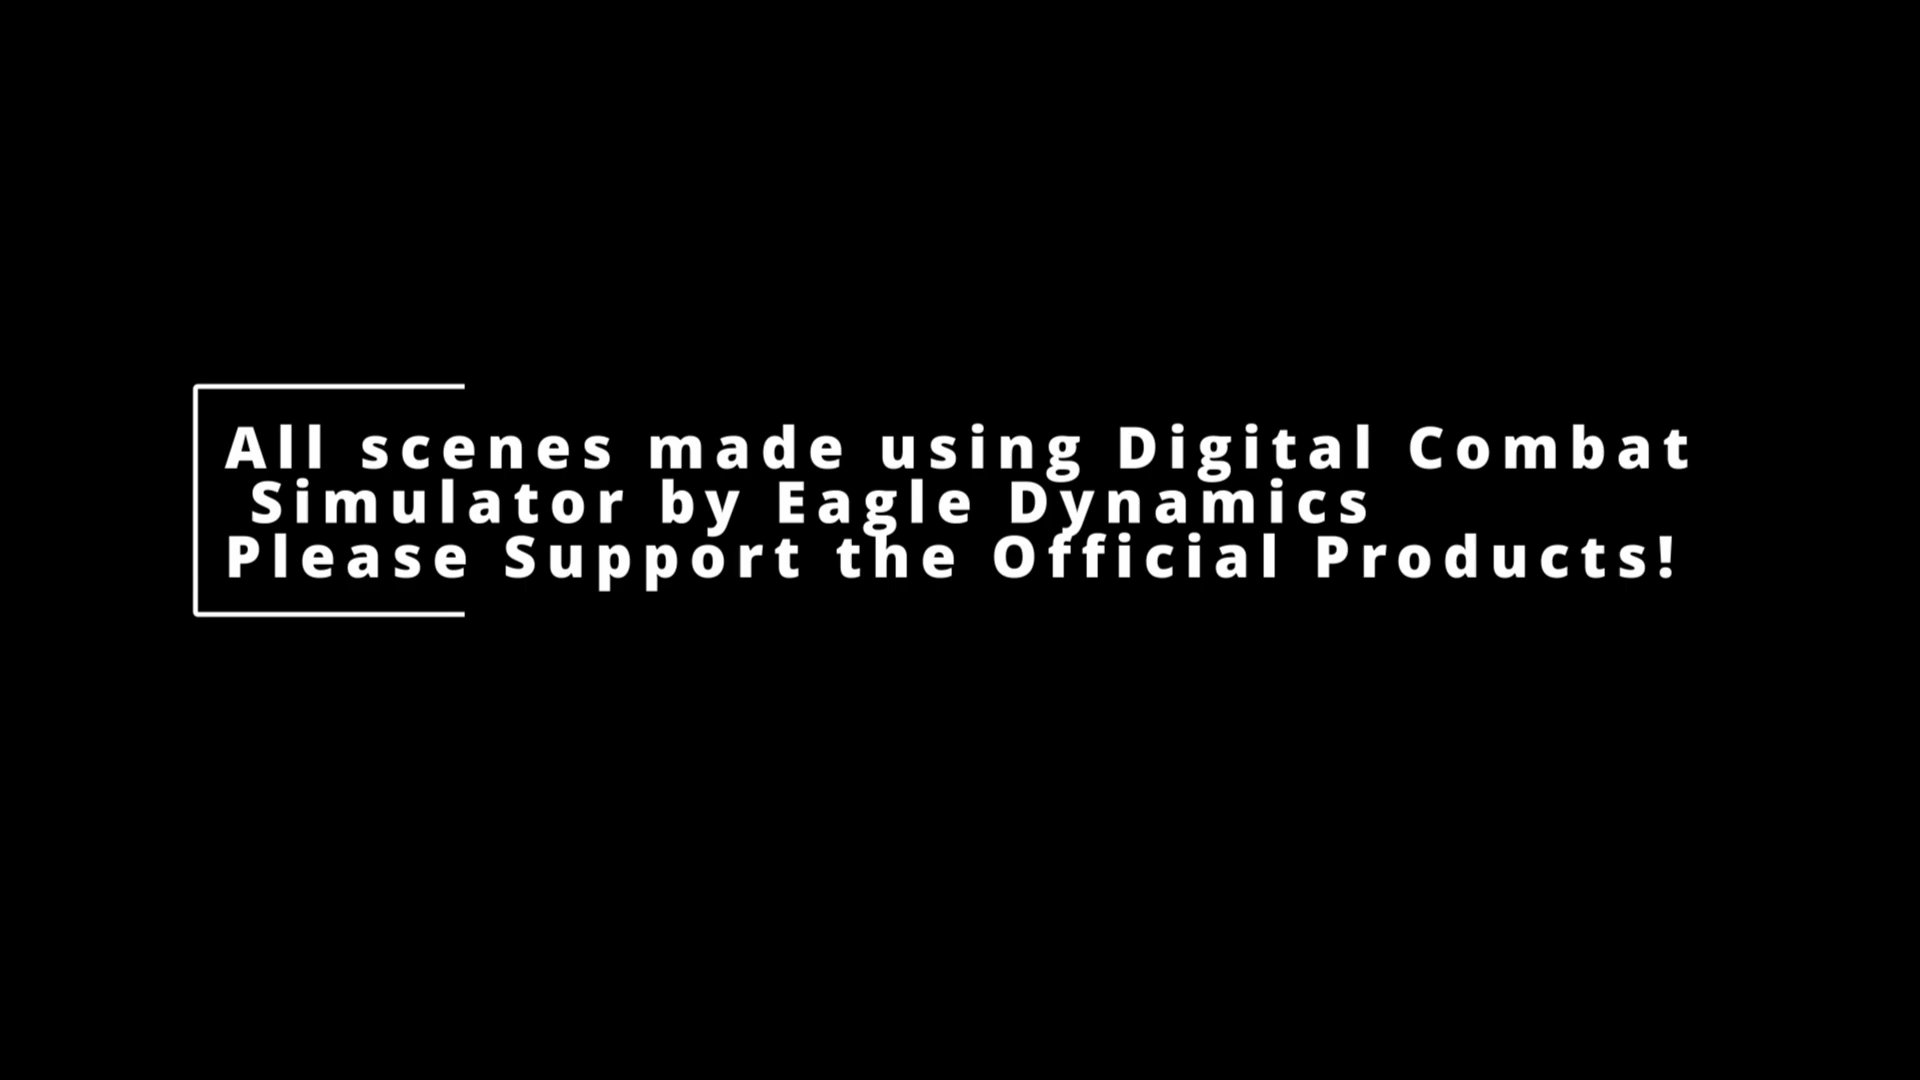 All scenes made using Digital Combat
Simulator by Eagle Dynamics
Please Support the Official Products!